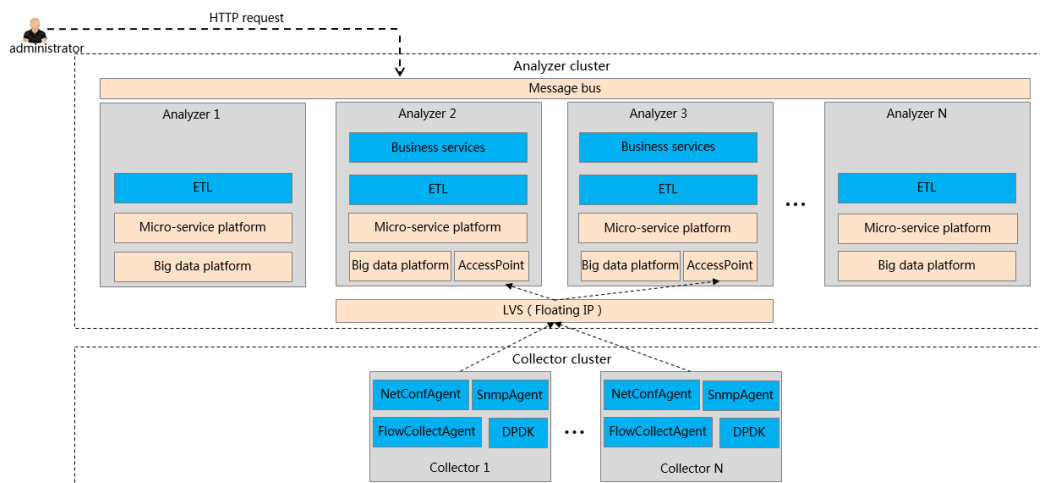 HTTP request
administrator
Analyzer cluster
Message bus
Analyzer 1
Analyzer 2
Analyzer 3
Analyzer N
Business services
Business services
ETL
ETL
ETL
ETL
...
Micro-service platform
Micro-service platform
Micro-service platform
Micro-service platform
Big data platform
Big data platform
AccessPoint
Big data platform
AccessPoint
Big data platform
LVS ( Floating IP )
Collector cluster
NetConfAgent
SnmpAgent
NetConfAgent
SnmpAgent
FlowCollectAgent
DPDK
...
FlowCollectAgent
DPDK
Collector 1
Collector N